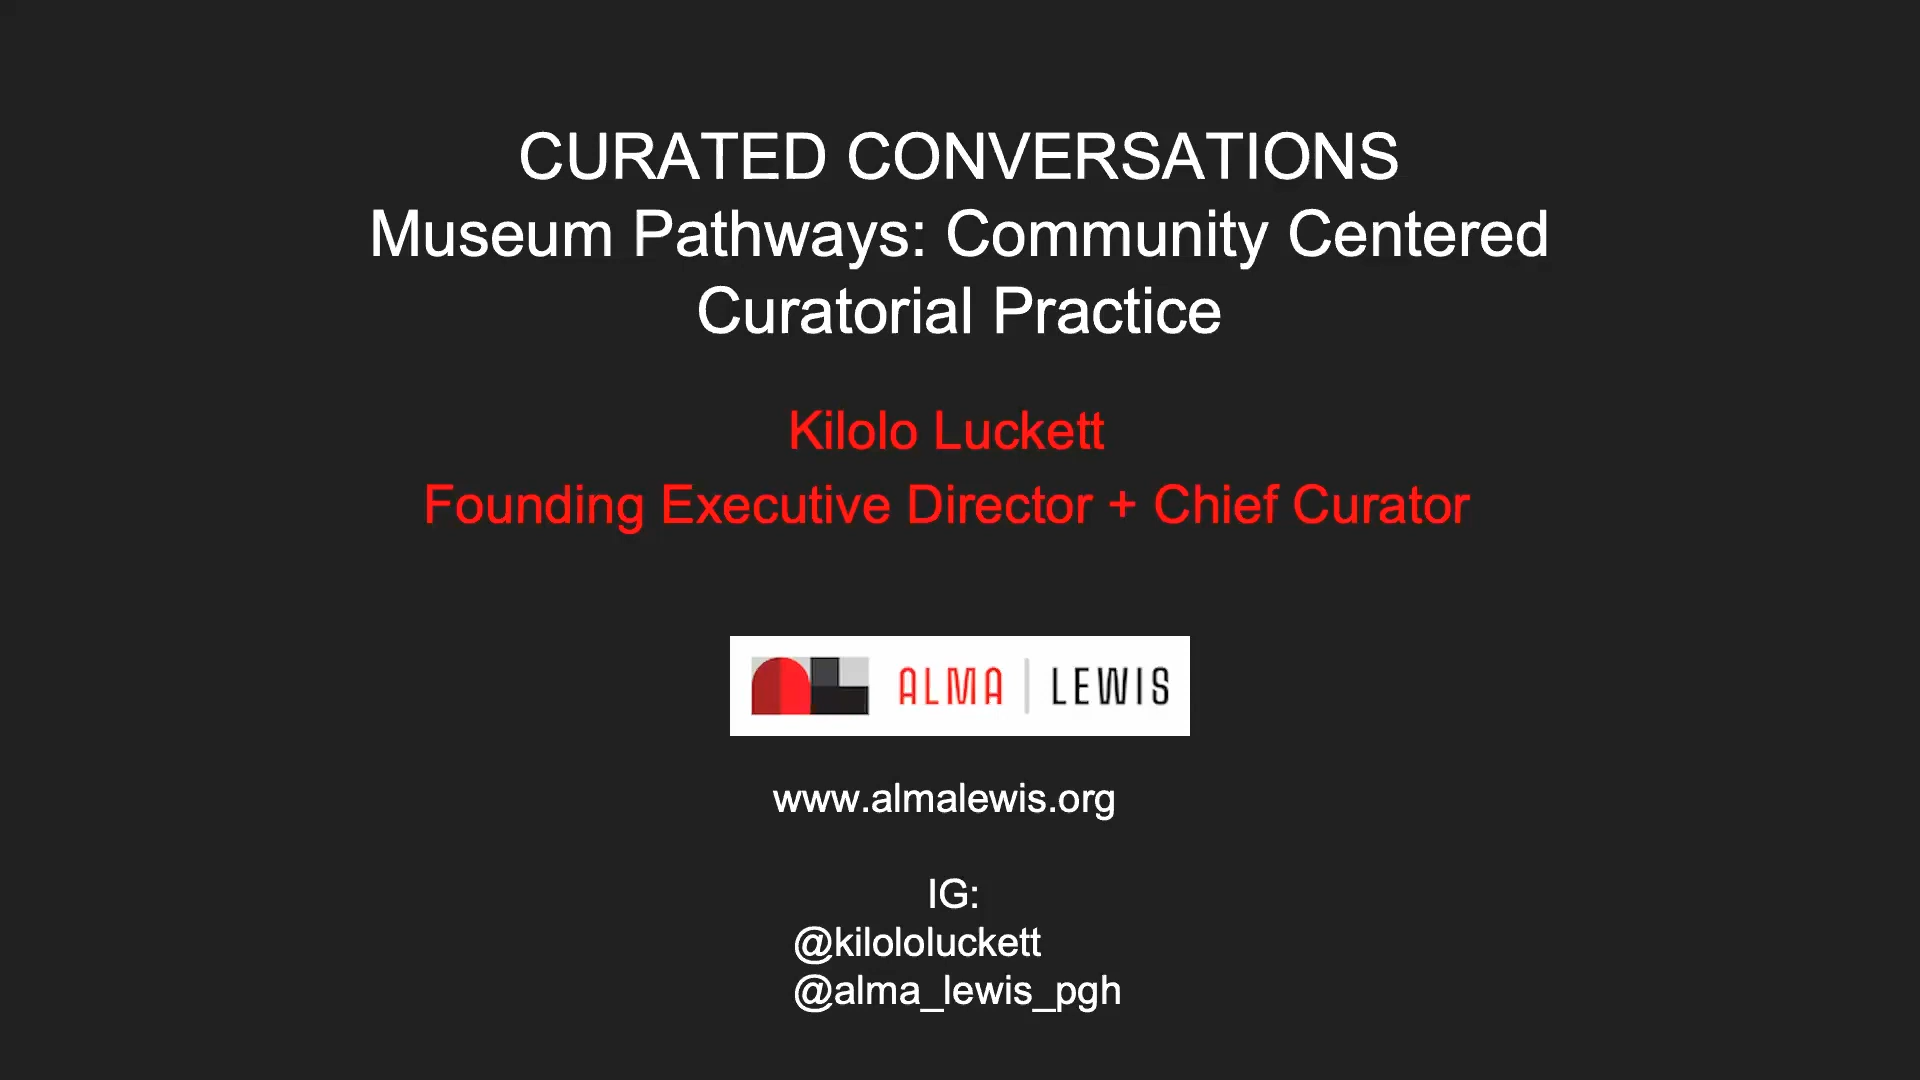 CURATED CONVERSATIONS
Museum Pathways: Community Centered
Curatorial Practice
Kilolo Luckett
Founding Executive Director + Chief Curator
ALMA | LEWIS
www.almalewis.org
IG:
@kilololuckett
@alma_lewis_pgh